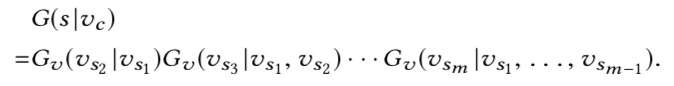 G(s|v_c)
=G_v(v_{s_2}|v_{s_1})G_v(v_{s_3}|v_{s_1}, v_{s_2}) · · · G_v(v_{s_m}|v_{s_1}, . . . , v_{s_{m−1}}).